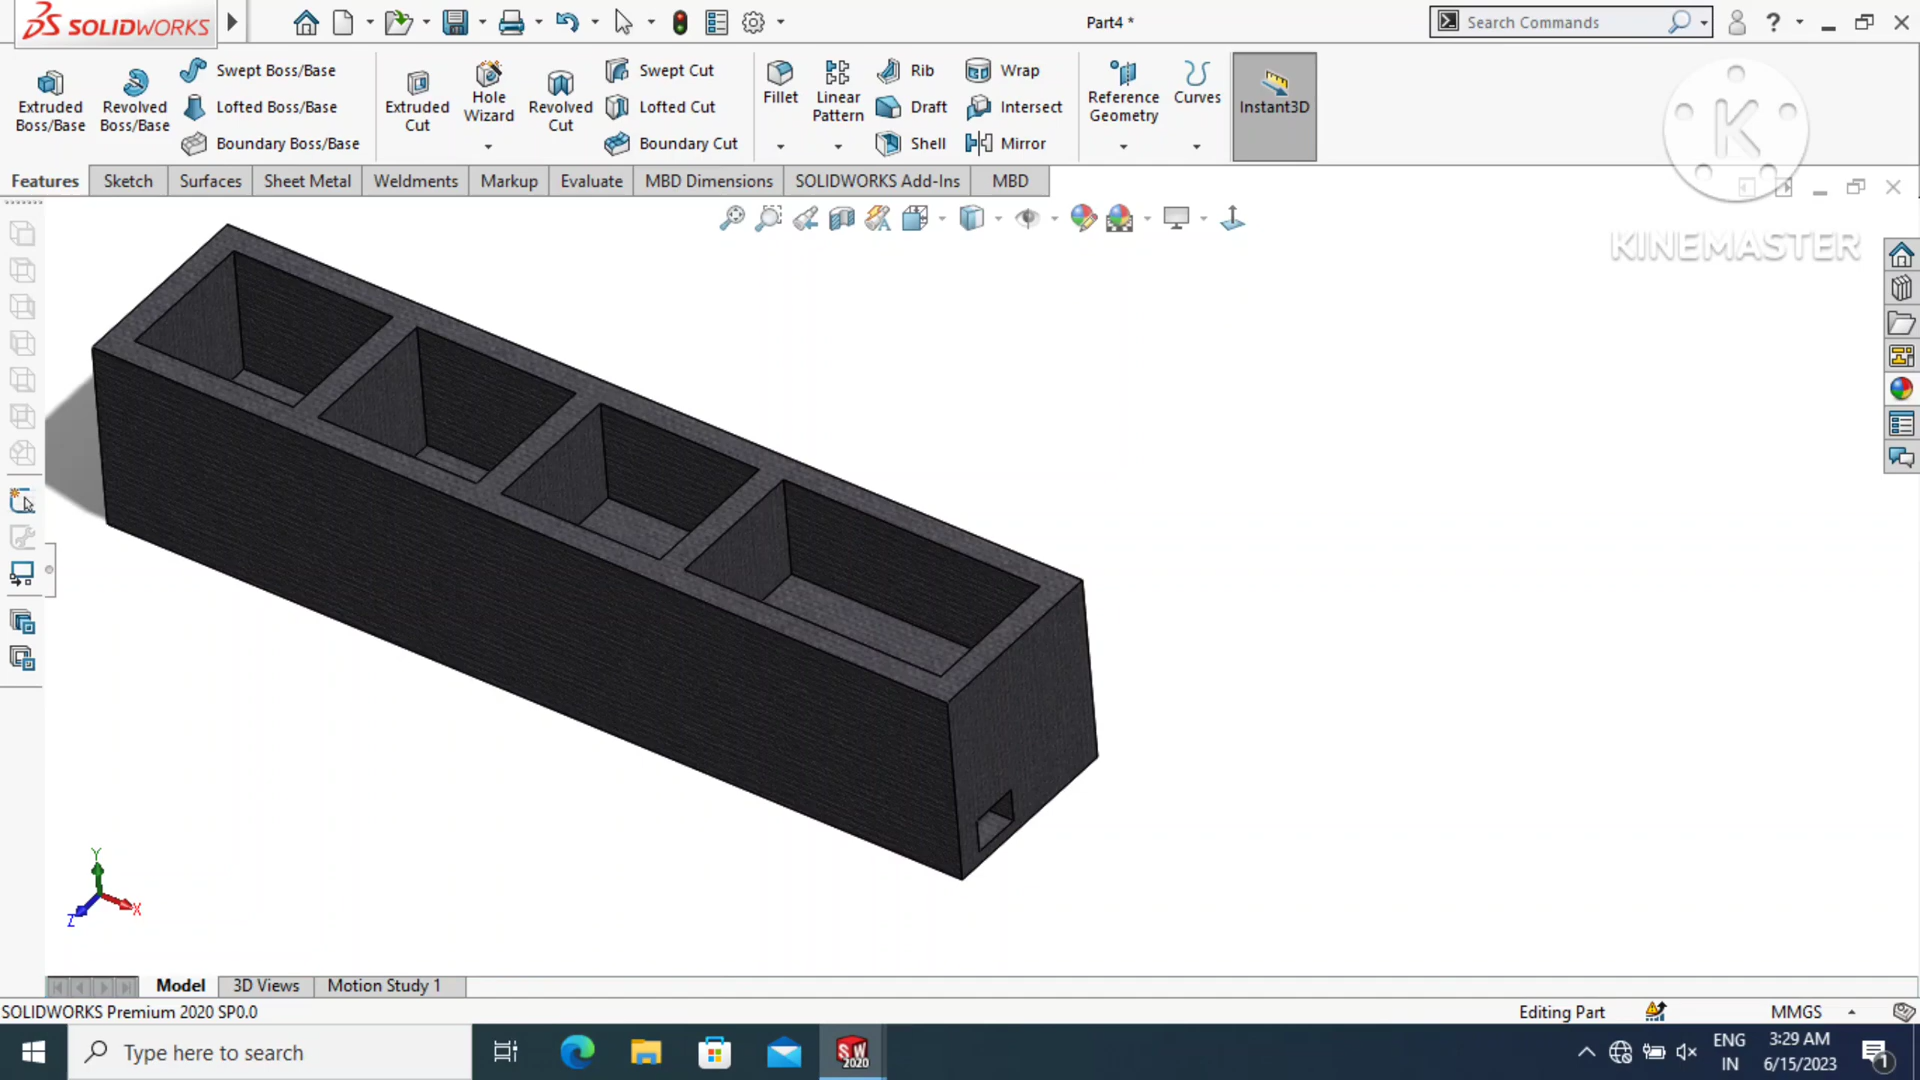 SOLIDWORKS
Part4 *
Search Commands
?
Extruded
Boss/Base
Revolved
Boss/Base
Swept Boss/Base
Lofted Boss/Base
Boundary Boss/Base
Extruded
Cut
Hole
Wizard
Revolved
Cut
Swept Cut
Lofted Cut
Boundary Cut
Fillet
Linear
Pattern
Rib
Draft
Shell
Wrap
Intersect
Mirror
Reference
Geometry
Curves
Instant3D
K
KINEMASTER
Features
Sketch
Surfaces
Sheet Metal
Weldments
Markup
Evaluate
MBD Dimensions
SOLIDWORKS Add-Ins
MBD
Y
X
Z
Model
3D Views
Motion Study 1
SOLIDWORKS Premium 2020 SP0.0
Editing Part
MMGS
Type here to search
SW
2020
ENG
IN
3:29 AM
6/15/2023
1